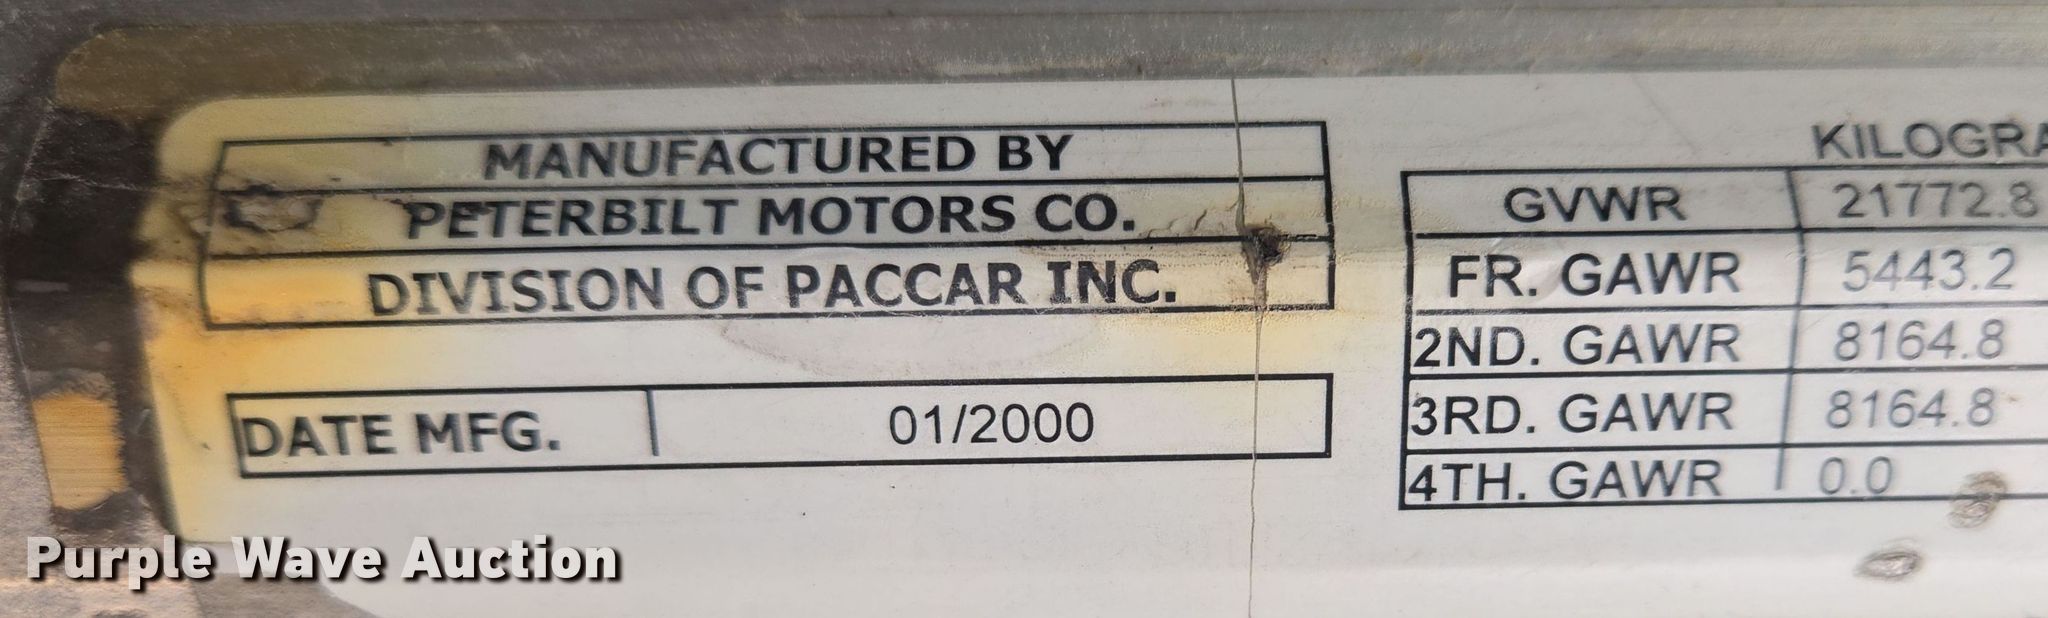 MANUFACTURED BY
PETERBILT MOTORS CO.
DIVISION OF PACCAR INC.
DATE MFG. 01/2000
KILOGRA
GVWR 21772.8
FR. GAWR 5443.2
2ND. GAWR 8164.8
3RD. GAWR 8164.8
4TH. GAWR 0.0
Purple Wave Auction